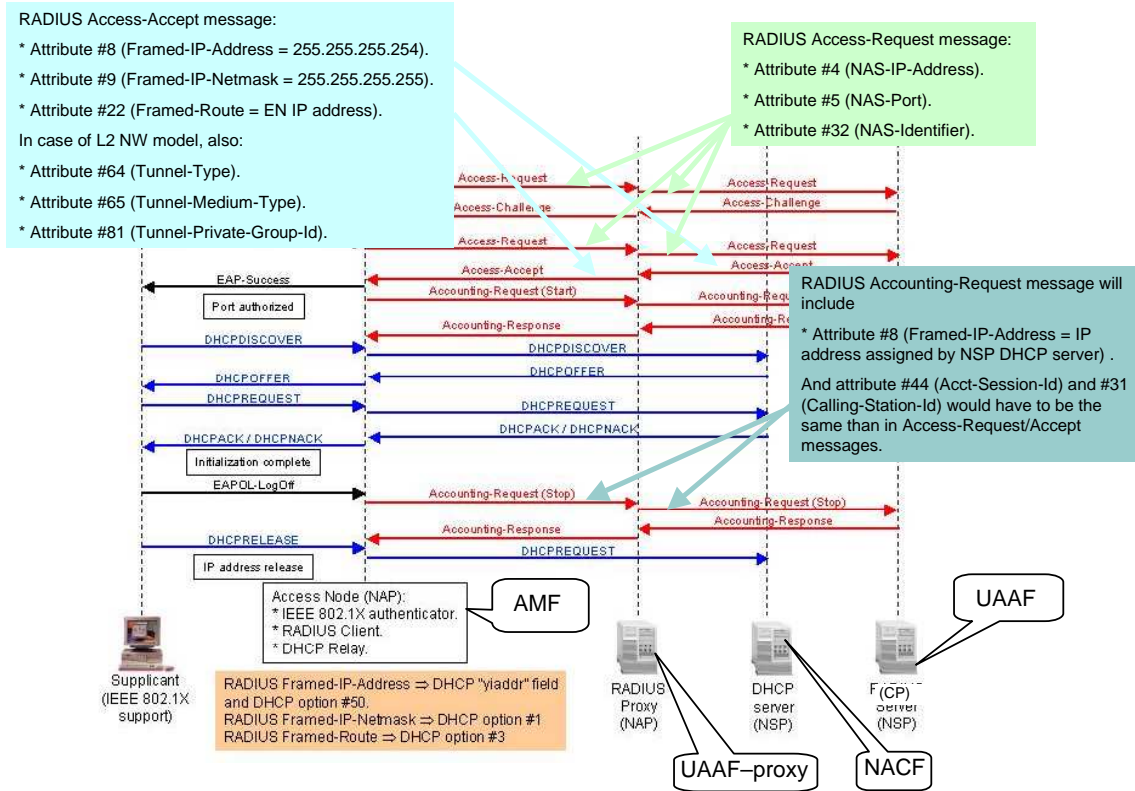 RADIUS Access-Accept message:
* Attribute #8 (Framed-IP-Address = 255.255.255.254).
* Attribute #9 (Framed-IP-Netmask = 255.255.255.255).
* Attribute #22 (Framed-Route = EN IP address).
In case of L2 NW model, also:
* Attribute #64 (Tunnel-Type).
* Attribute #65 (Tunnel-Medium-Type).
* Attribute #81 (Tunnel-Private-Group-Id).
RADIUS Access-Request message:
* Attribute #4 (NAS-IP-Address).
* Attribute #5 (NAS-Port).
* Attribute #32 (NAS-Identifier).
Access-Request
Access-Request
Access-Challenge
Access-Challenge
Access-Request
Access-Request
Access-Accept
Access-Accept
EAP-Success
Accounting-Request (Start)
Port authorized
Accounting-Response
RADIUS Accounting-Request message will
include
* Attribute #8 (Framed-IP-Address = IP
address assigned by NSP DHCP server) .
And attribute #44 (Acct-Session-Id) and #31
(Calling-Station-Id) would have to be the
same than in Access-Request/Accept
messages.
DHCPDISCOVER
DHCPDISCOVER
DHCPOFFER
DHCPOFFER
DHCPREQUEST
DHCPREQUEST
DHCPACK / DHCPNACK
DHCPACK / DHCPNACK
Initialization complete
EAPOL-LogOff
Accounting-Request (Stop)
Accounting-Request (Stop)
Accounting-Response
Accounting-Response
DHCPRELEASE
DHCPREQUEST
IP address release
Access Node (NAP):
* IEEE 802.1X authenticator.
* RADIUS Client.
* DHCP Relay.
AMF
UAAF
Supplicant
(IEEE 802.1X
support)
RADIUS Framed-IP-Address ⇒ DHCP "yiaddr" field
and DHCP option #50.
RADIUS Framed-IP-Netmask ⇒ DHCP option #1
RADIUS Framed-Route ⇒ DHCP option #3
RADIUS
Proxy
(NAP)
DHCP
server
(NSP)
(CP)
Server
(NSP)
UAAF–proxy
NACF